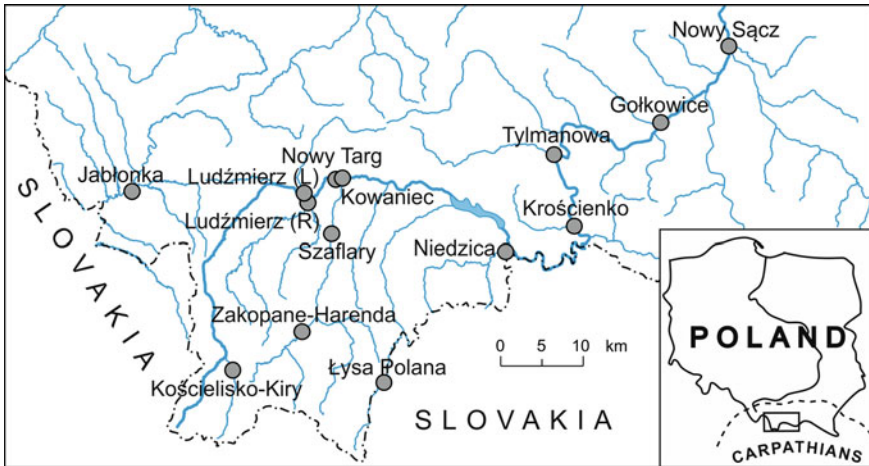 Nowy Sącz
Gołkowice
Tylmanowa
Nowy Targ
Jabłonka
Ludźmierz (L)
Kowaniec
Ludźmierz (R)
Krościenko
Szaflary
Niedzica
SLOVAKIA
Zakopane-Harenda
0 5 10 km
Kościelisko-Kiry
Łysa Polana
SLOVAKIA
POLAND
CARPATHIANS